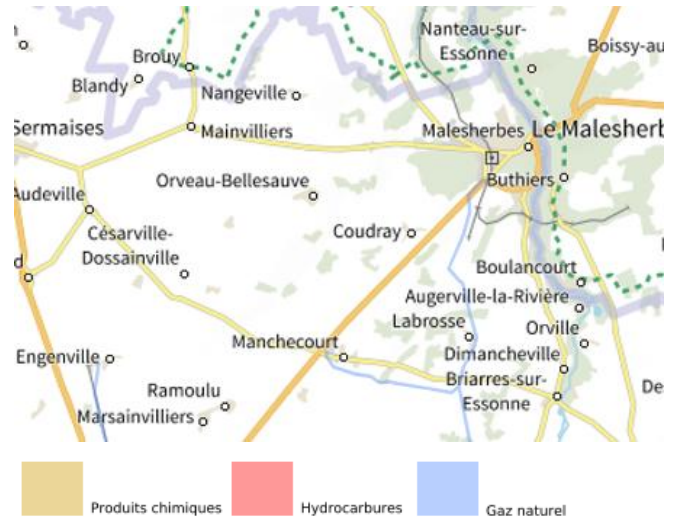 Nanteau-sur-
Essonne
Boissy-au
Brouy
Blandy
Nangeville
Sermaises
Mainvilliers
Malesherbes
Le Malesherb
Orveau-Bellesauve
Buthiers
Audeville
Césarville-
Dossainville
Coudray
d
Boulancourt
Augerville-la-Rivière
Labrosse
Orville
Manchecourt
Engenville
Dimancheville
Ramoulu
Briarres-sur-
Essonne
De
Marsainvilliers
Produits chimiques
Hydrocarbures
Gaz naturel